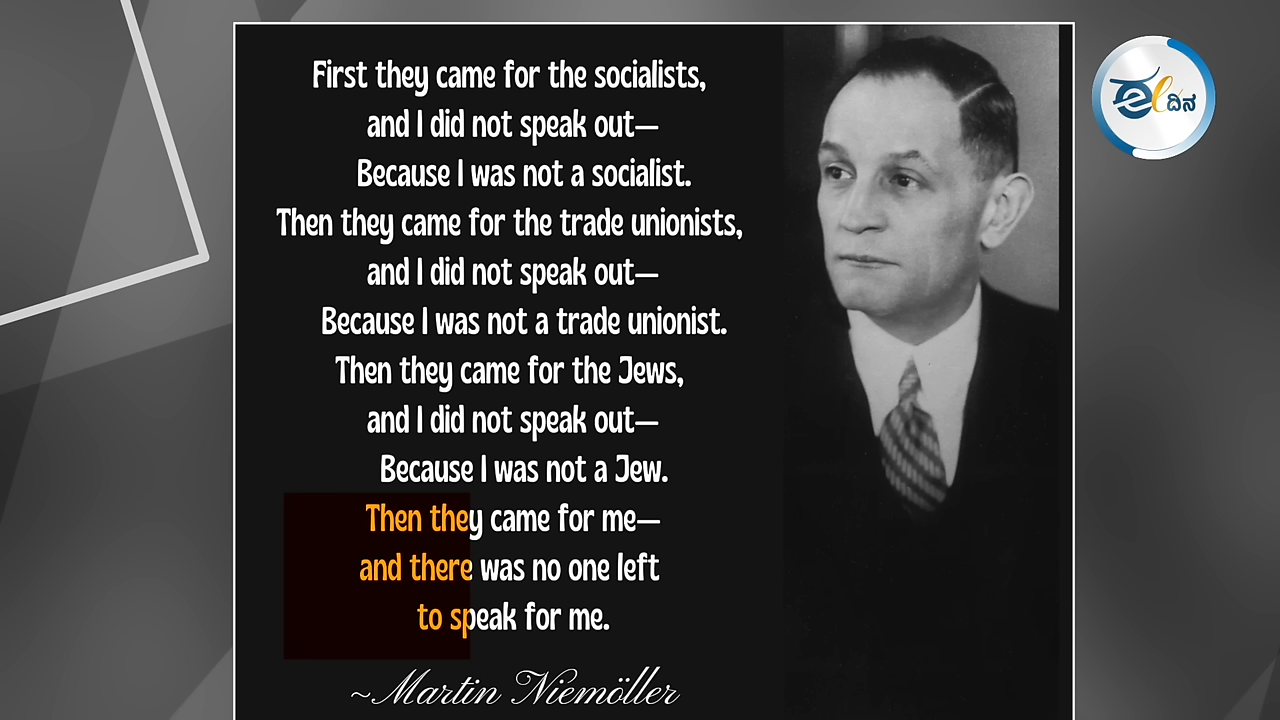 First they came for the socialists,
and I did not speak out—
Because I was not a socialist.
Then they came for the trade unionists,
and I did not speak out—
Because I was not a trade unionist.
Then they came for the Jews,
and I did not speak out—
Because I was not a Jew.
Then they came for me—
and there was no one left
to speak for me.
~Martin Niemöller
ಈ ದಿನ